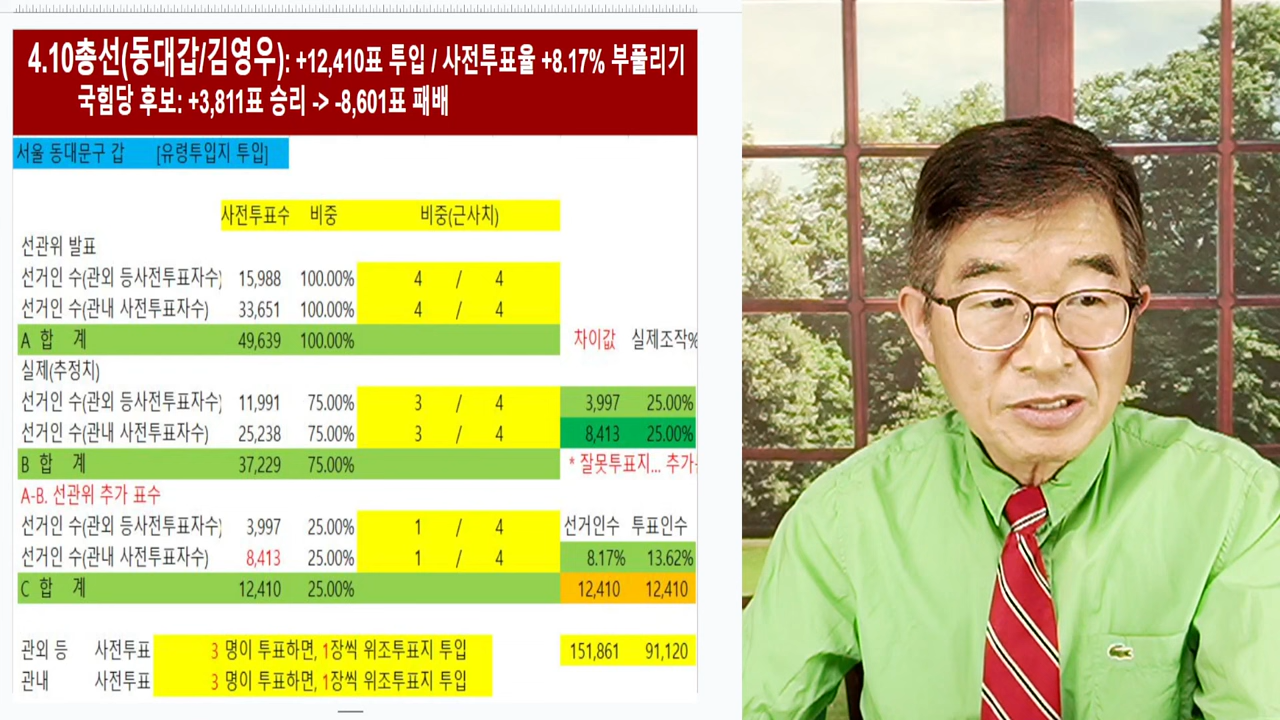 4.10총선(동대갑/김영우): +12,410표 투입 / 사전투표율 +8.17% 부풀리기
국힘당 후보: +3,811표 승리 -> -8,601표 패배
서울 동대문구 갑 [유령투입지 투입]
사전투표수 비중 비중(근사치)
선관위 발표
선거인 수(관외 등사전투표자수) 15,988 100.00% 4 / 4
선거인 수(관내 사전투표자수) 33,651 100.00% 4 / 4
A 합 계 49,639 100.00% 차이값 실제조작%
실제(추정치)
선거인 수(관외 등사전투표자수) 11,991 75.00% 3 / 4 3,997 25.00%
선거인 수(관내 사전투표자수) 25,238 75.00% 3 / 4 8,413 25.00%
B 합 계 37,229 75.00% * 잘못투표지... 추가
A-B. 선관위 추가 표수
선거인 수(관외 등사전투표자수) 3,997 25.00% 1 / 4 선거인수 투표인수
선거인 수(관내 사전투표자수) 8,413 25.00% 1 / 4 8.17% 13.62%
C 합 계 12,410 25.00% 12,410 12,410
관외 등 사전투표 3 명이 투표하면, 1장씩 위조투표지 투입 151,861 91,120
관내 사전투표 3 명이 투표하면, 1장씩 위조투표지 투입